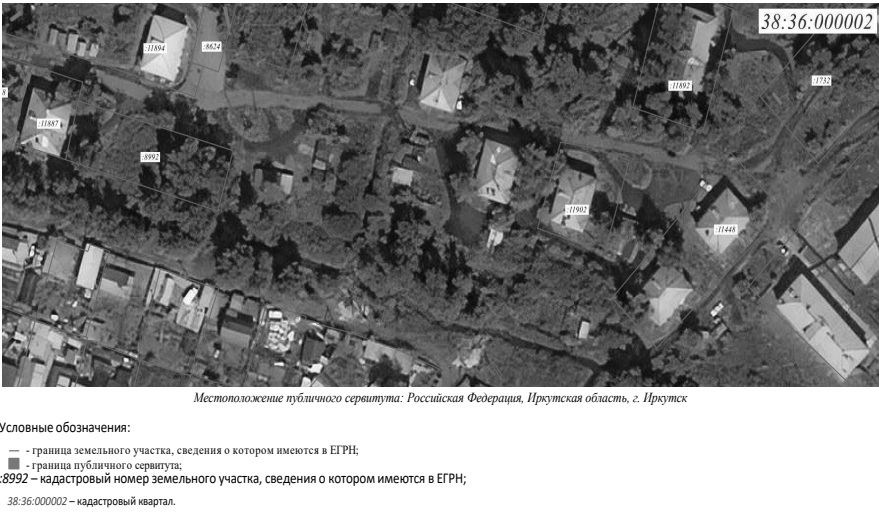 38:36:000002
:11894
:8624
:11892
:1732
8
:11887
:8992
:11902
:11448
Местоположение публичного сервитута: Российская Федерация, Иркутская область, г. Иркутск
Условные обозначения:
— - граница земельного участка, сведения о котором имеются в ЕГРН;
- граница публичного сервитута;
:8992 – кадастровый номер земельного участка, сведения о котором имеются в ЕГРН;
38:36:000002 – кадастровый квартал.